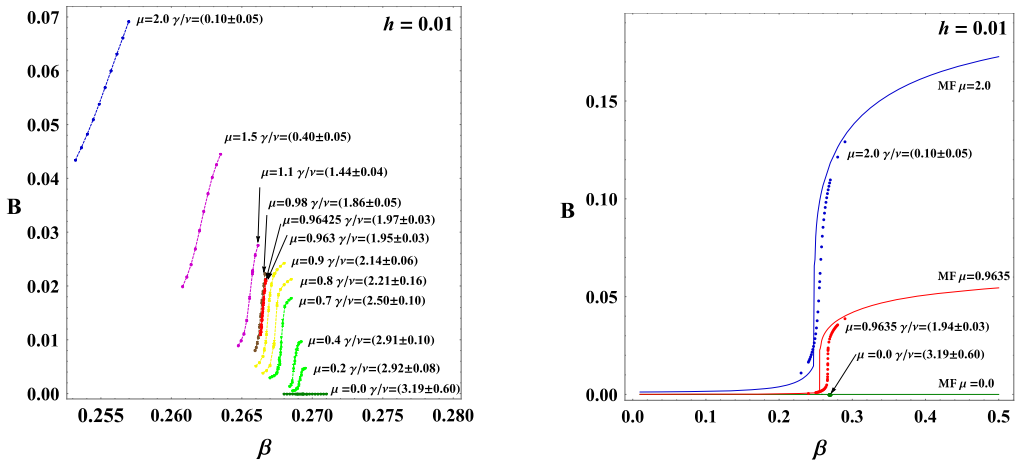 h = 0.01
0.07
0.06
0.05
0.04
0.03
0.02
0.01
0.00
B
μ=2.0 γ/ν=(0.10±0.05)
μ=1.5 γ/ν=(0.40±0.05)
μ=1.1 γ/ν=(1.44±0.04)
μ=0.98 γ/ν=(1.86±0.05)
μ=0.96425 γ/ν=(1.97±0.03)
μ=0.963 γ/ν=(1.95±0.03)
μ=0.9 γ/ν=(2.14±0.06)
μ=0.8 γ/ν=(2.21±0.16)
μ=0.7 γ/ν=(2.50±0.10)
μ=0.4 γ/ν=(2.91±0.10)
μ=0.2 γ/ν=(2.92±0.08)
μ=0.0 γ/ν=(3.19±0.60)
0.255 0.260 0.265 0.270 0.275 0.280
β
h = 0.01
0.15
0.10
0.05
0.00
B
MF μ=2.0
μ=2.0 γ/ν=(0.10±0.05)
MF μ=0.9635
μ=0.9635 γ/ν=(1.94±0.03)
μ=0.0 γ/ν=(3.19±0.60)
MF μ=0.0
0.0 0.1 0.2 0.3 0.4 0.5
β